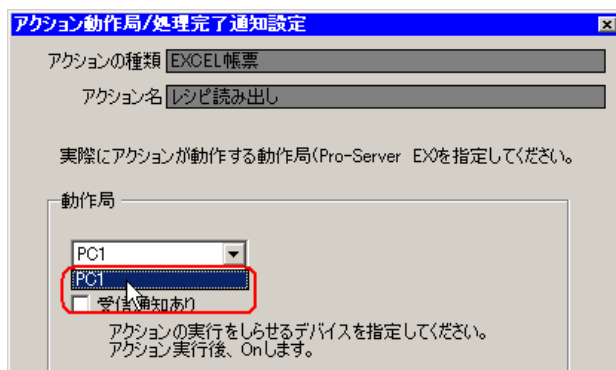 アクション動作局/処理完了通知設定
アクションの種類 EXCEL帳票
アクション名 レシピ読み出し
実際にアクションが動作する動作局(Pro-Server EX)を指定してください。
動作局
PC1
PC1
受信通知あり
アクションの実行をしらせるデバイスを指定してください。
アクション実行後、Onします。